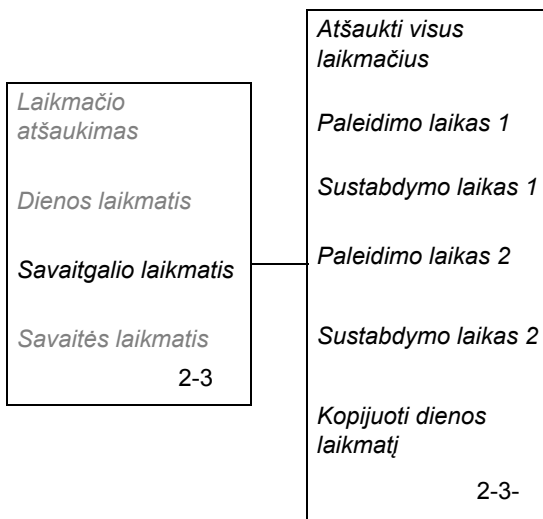 Laikmačio
atšaukimas
Dienos laikmatis
Savaitgalio laikmatis
Savaitės laikmatis
2-3
Atšaukti visus
laikmačius
Paleidimo laikas 1
Sustabdymo laikas 1
Paleidimo laikas 2
Sustabdymo laikas 2
Kopijuoti dienos
laikmatį
2-3-